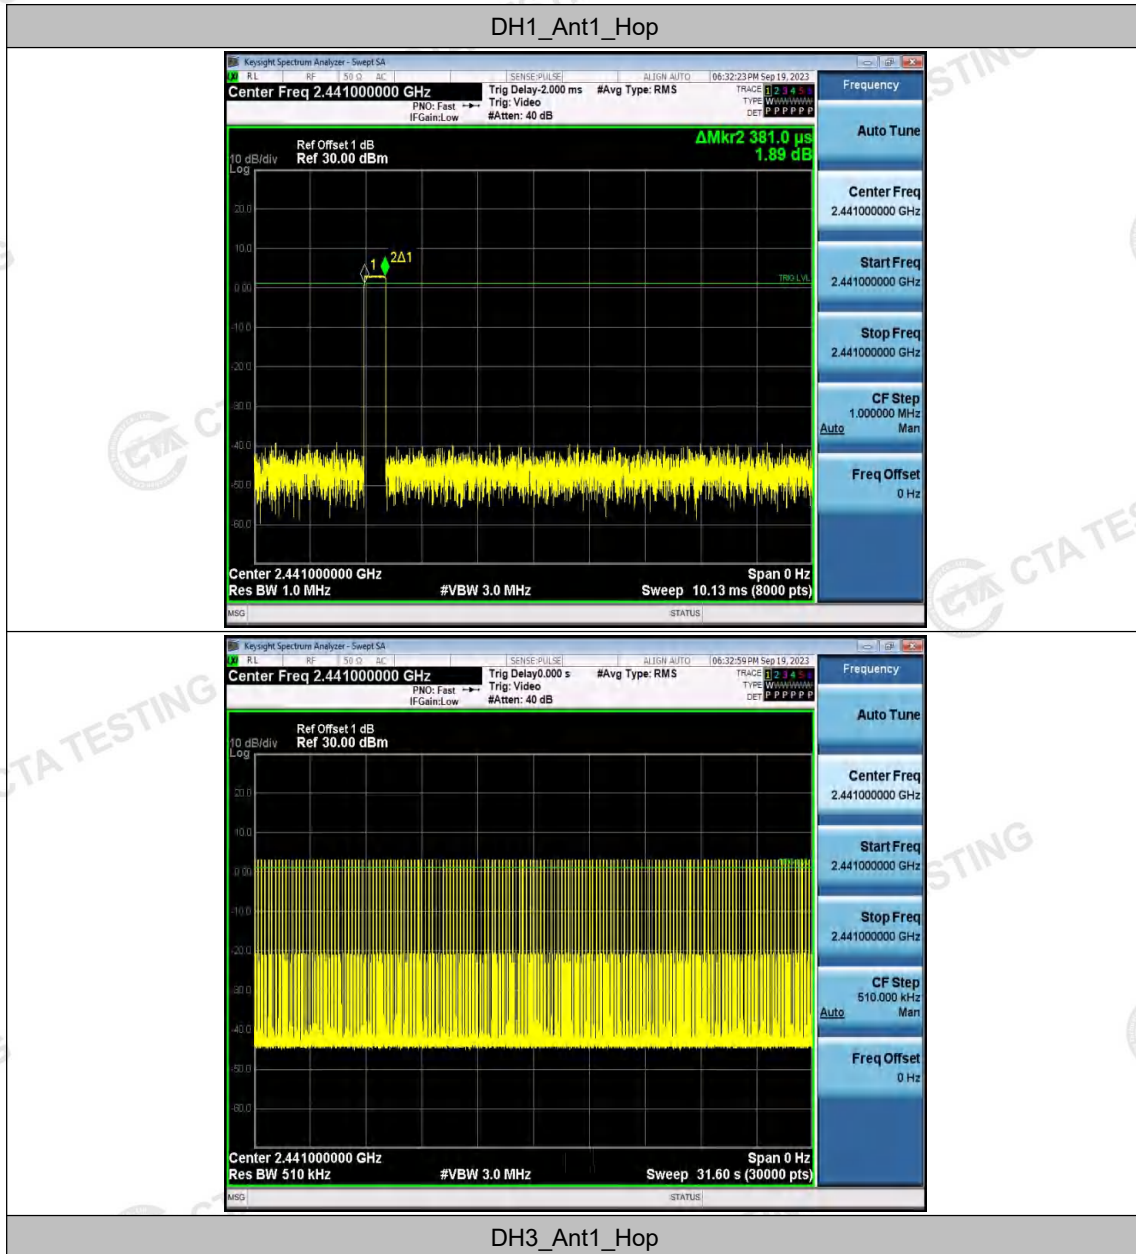 DH1_Ant1_Hop
Keysight Spectrum Analyzer - Swept SA
RL RF 50 Ω AC SENSE:PULSE ALIGN AUTO 06:32:23 PM Sep 19, 2023
Center Freq 2.441000000 GHz
PNO: Fast
IFGain:Low
Trig Delay-2.000 ms
Trig: Video
#Atten: 40 dB
#Avg Type: RMS
TRACE 1 2 3 4 5 6
TYPE WWWWWW
DET P P P P P P
Frequency
ΔMkr2 381.0 µs
1.89 dB
Ref Offset 1 dB
10 dB/div Ref 30.00 dBm
Log
20.0
10.0
0.00
-10.0
-20.0
-30.0
-40.0
-50.0
-60.0
1
2Δ1
TRIG LVL
Auto Tune
Center Freq
2.441000000 GHz
Start Freq
2.441000000 GHz
Stop Freq
2.441000000 GHz
CF Step
1.000000 MHz
Auto Man
Freq Offset
0 Hz
Center 2.441000000 GHz Span 0 Hz
Res BW 1.0 MHz #VBW 3.0 MHz Sweep 10.13 ms (8000 pts)
MSG STATUS
Keysight Spectrum Analyzer - Swept SA
RL RF 50 Ω AC SENSE:PULSE ALIGN AUTO 06:32:59 PM Sep 19, 2023
Center Freq 2.441000000 GHz
PNO: Fast
IFGain:Low
Trig Delay0.000 s
Trig: Video
#Atten: 40 dB
#Avg Type: RMS
TRACE 1 2 3 4 5 6
TYPE WWWWWW
DET P P P P P P
Frequency
Ref Offset 1 dB
10 dB/div Ref 30.00 dBm
Log
20.0
10.0
0.00
-10.0
-20.0
-30.0
-40.0
-50.0
-60.0
Auto Tune
Center Freq
2.441000000 GHz
Start Freq
2.441000000 GHz
Stop Freq
2.441000000 GHz
CF Step
510.000 kHz
Auto Man
Freq Offset
0 Hz
Center 2.441000000 GHz Span 0 Hz
Res BW 510 kHz #VBW 3.0 MHz Sweep 31.60 s (30000 pts)
MSG STATUS
DH3_Ant1_Hop
CTA TESTING